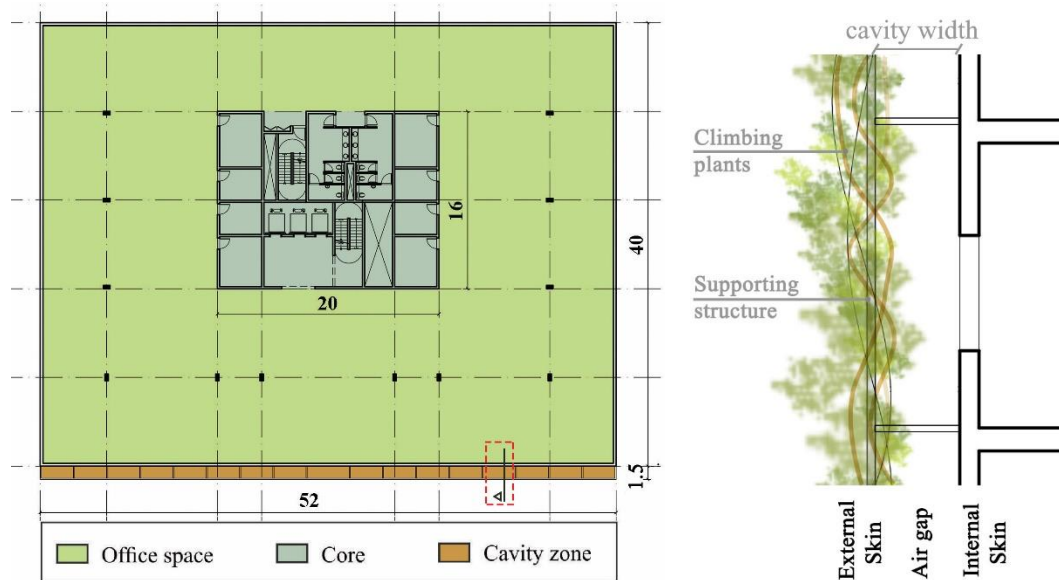 16
20
40
1.5
52
Office space
Core
Cavity zone
cavity width
Climbing
plants
Supporting
structure
External
Skin
Air gap
Internal
Skin